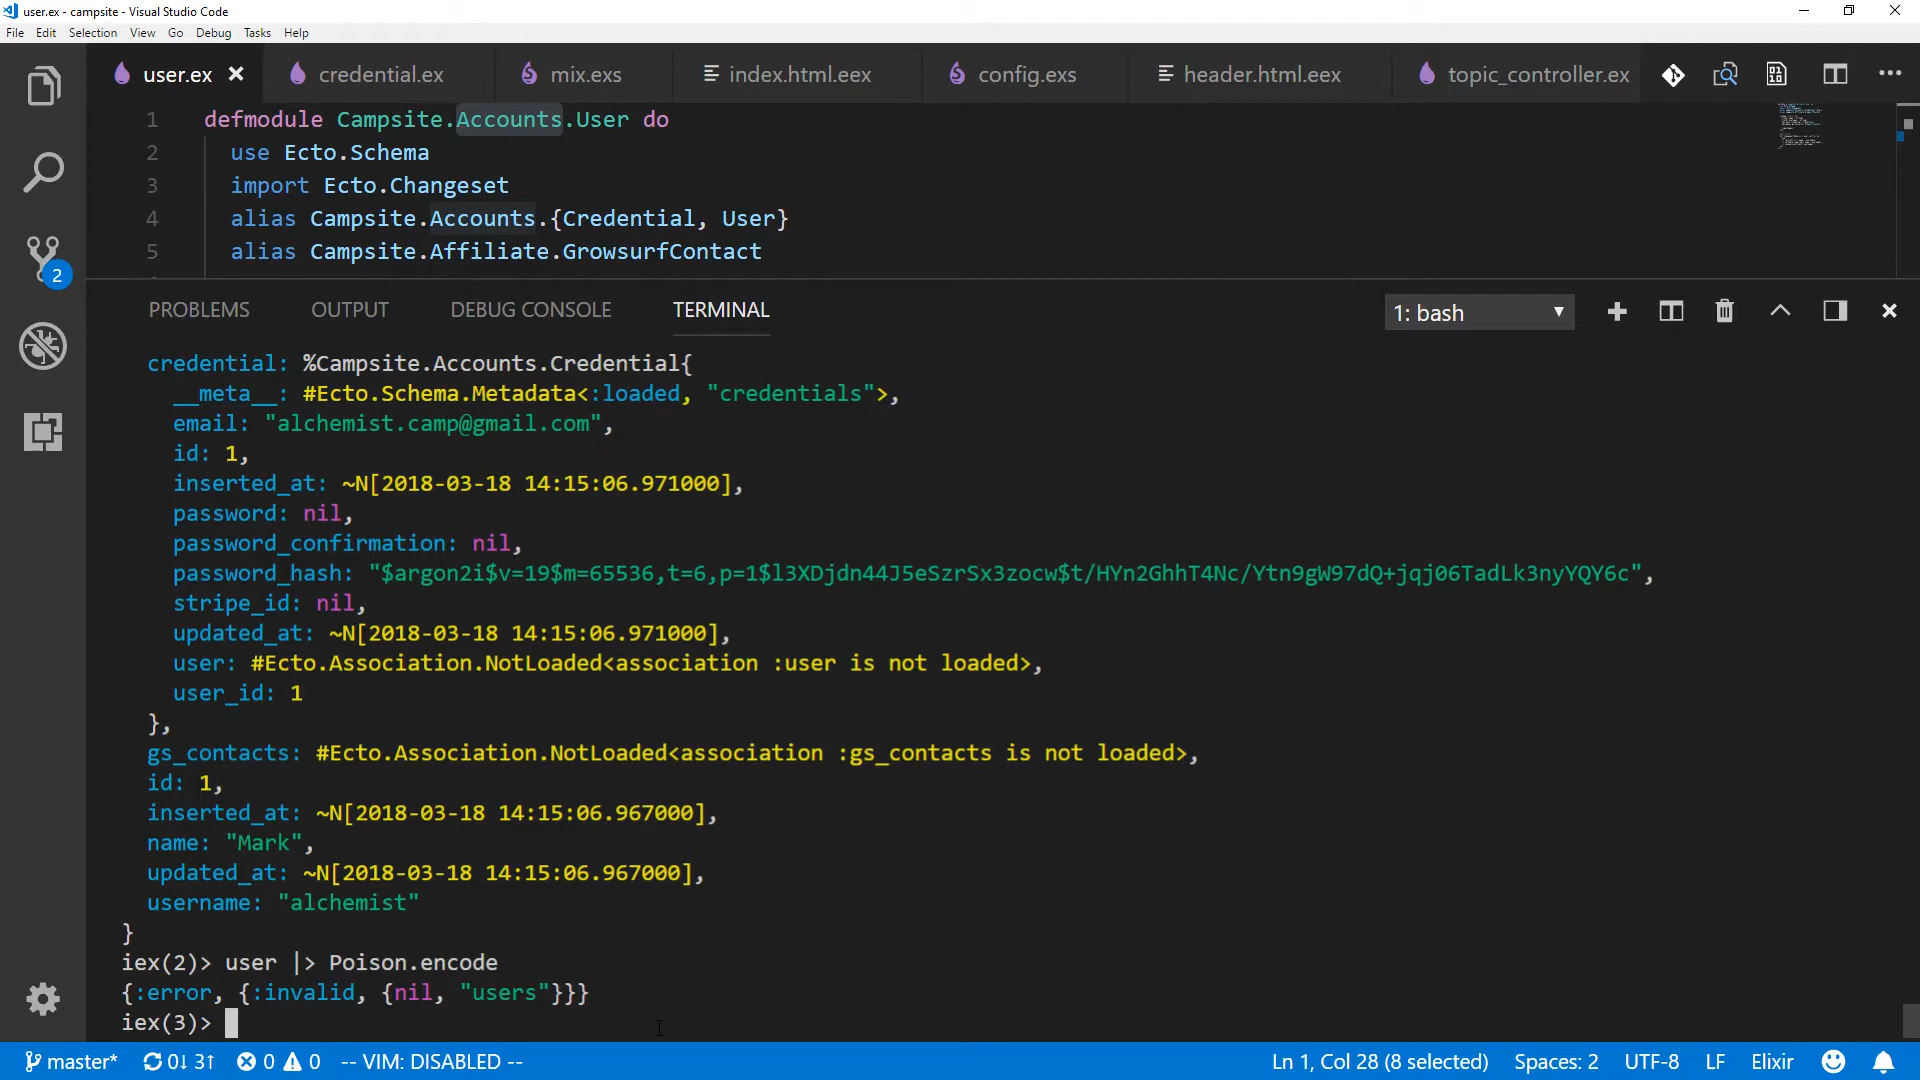 user.ex - campsite - Visual Studio Code
File Edit Selection View Go Debug Tasks Help
user.ex credential.ex mix.exs index.html.eex config.exs header.html.eex topic_controller.ex
1 defmodule Campsite.Accounts.User do
2 use Ecto.Schema
3 import Ecto.Changeset
4 alias Campsite.Accounts.{Credential, User}
5 alias Campsite.Affiliate.GrowsurfContact
2
PROBLEMS OUTPUT DEBUG CONSOLE TERMINAL 1: bash
credential: %Campsite.Accounts.Credential{
__meta__: #Ecto.Schema.Metadata<:loaded, "credentials">,
email: "alchemist.camp@gmail.com",
id: 1,
inserted_at: ~N[2018-03-18 14:15:06.971000],
password: nil,
password_confirmation: nil,
password_hash: "$argon2i$v=19$m=65536,t=6,p=1$l3XDjdn44J5eSzrSx3zocw$t/HYn2GhhT4Nc/Ytn9gW97dQ+jqj06TadLk3nyYQY6c",
stripe_id: nil,
updated_at: ~N[2018-03-18 14:15:06.971000],
user: #Ecto.Association.NotLoaded<association :user is not loaded>,
user_id: 1
},
gs_contacts: #Ecto.Association.NotLoaded<association :gs_contacts is not loaded>,
id: 1,
inserted_at: ~N[2018-03-18 14:15:06.967000],
name: "Mark",
updated_at: ~N[2018-03-18 14:15:06.967000],
username: "alchemist"
}
iex(2)> user |> Poison.encode
{:error, {:invalid, {nil, "users"}}}
iex(3)>
master* 0↓ 3↑ 0 0 -- VIM: DISABLED -- Ln 1, Col 28 (8 selected) Spaces: 2 UTF-8 LF Elixir